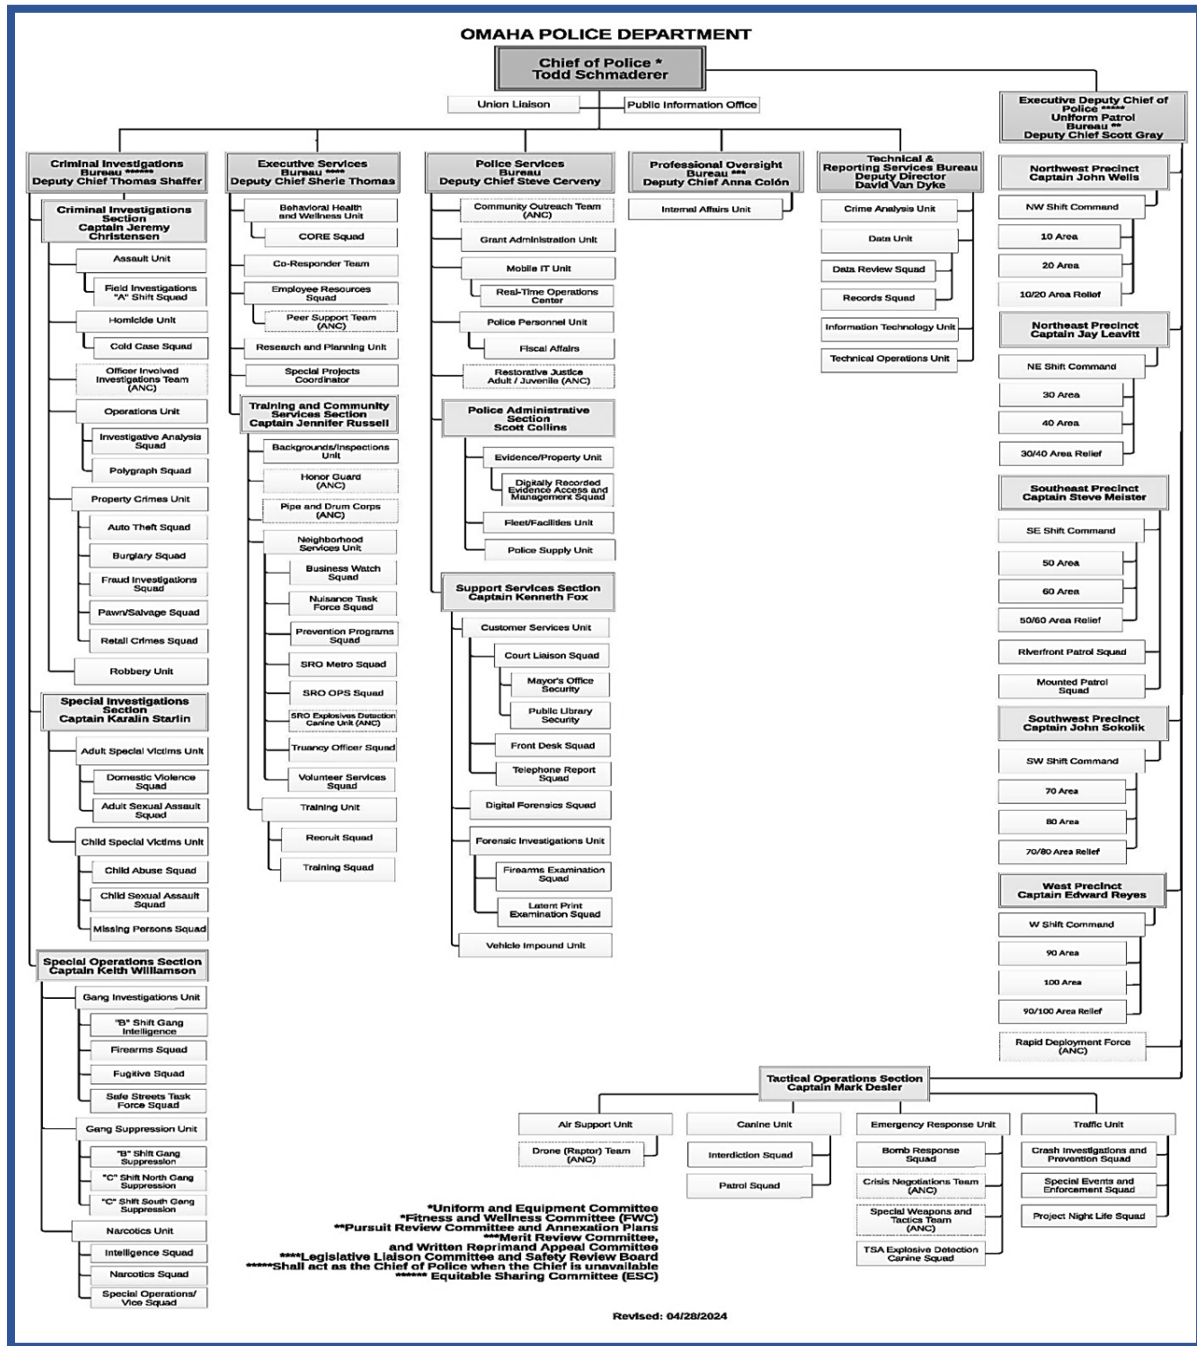 OMAHA POLICE DEPARTMENT
Chief of Police *
Todd Schmaderer
Union Liaison
Public Information Office
Criminal Investigations
Bureau ******
Deputy Chief Thomas Shaffer
Criminal Investigations
Section
Captain Jeremy
Christensen
Assault Unit
Field Investigations
"A" Shift Squad
Homicide Unit
Cold Case Squad
Officer Involved
Investigations Team
(ANC)
Operations Unit
Investigative Analysis
Squad
Polygraph Squad
Property Crimes Unit
Auto Theft Squad
Burglary Squad
Fraud Investigations
Squad
Pawn/Salvage Squad
Retail Crimes Squad
Robbery Unit
Special Investigations
Section
Captain Karalin Starlin
Adult Special Victims Unit
Domestic Violence
Squad
Adult Sexual Assault
Squad
Child Special Victims Unit
Child Abuse Squad
Child Sexual Assault
Squad
Missing Persons Squad
Special Operations Section
Captain Keith Williamson
Gang Investigations Unit
"B" Shift Gang
Intelligence
Firearms Squad
Fugitive Squad
Safe Streets Task
Force Squad
Gang Suppression Unit
"B" Shift Gang
Suppression
"C" Shift North Gang
Suppression
"C" Shift South Gang
Suppression
Narcotics Unit
Intelligence Squad
Narcotics Squad
Special Operations/
Vice Squad
Executive Services
Bureau ****
Deputy Chief Sherie Thomas
Behavioral Health
and Wellness Unit
CORE Squad
Co-Responder Team
Employee Resources
Squad
Peer Support Team
(ANC)
Research and Planning Unit
Special Projects
Coordinator
Training and Community
Services Section
Captain Jennifer Russell
Backgrounds/Inspections
Unit
Honor Guard
(ANC)
Pipe and Drum Corps
(ANC)
Neighborhood
Services Unit
Business Watch
Squad
Nuisance Task
Force Squad
Prevention Programs
Squad
SRO Metro Squad
SRO OPS Squad
SRO Explosives Detection
Canine Unit (ANC)
Truancy Officer Squad
Volunteer Services
Squad
Training Unit
Recruit Squad
Training Squad
Police Services
Bureau
Deputy Chief Steve Cerveny
Community Outreach Team
(ANC)
Grant Administration Unit
Mobile IT Unit
Real-Time Operations
Center
Police Personnel Unit
Fiscal Affairs
Restorative Justice
Adult / Juvenile (ANC)
Police Administrative
Section
Scott Collins
Evidence/Property Unit
Digitally Recorded
Evidence Access and
Management Squad
Fleet/Facilities Unit
Police Supply Unit
Support Services Section
Captain Kenneth Fox
Customer Services Unit
Court Liaison Squad
Mayor's Office
Security
Public Library
Security
Front Desk Squad
Telephone Report
Squad
Digital Forensics Squad
Forensic Investigations Unit
Firearms Examination
Squad
Latent Print
Examination Squad
Vehicle Impound Unit
Professional Oversight
Bureau ***
Deputy Chief Anna Colón
Internal Affairs Unit
Technical &
Reporting Services Bureau
Deputy Director
David Van Dyke
Crime Analysis Unit
Data Unit
Data Review Squad
Records Squad
Information Technology Unit
Technical Operations Unit
Executive Deputy Chief of
Police *****
Uniform Patrol
Bureau **
Deputy Chief Scott Gray
Northwest Precinct
Captain John Wells
NW Shift Command
10 Area
20 Area
10/20 Area Relief
Northeast Precinct
Captain Jay Leavitt
NE Shift Command
30 Area
40 Area
30/40 Area Relief
Southeast Precinct
Captain Steve Meister
SE Shift Command
50 Area
60 Area
50/60 Area Relief
Riverfront Patrol Squad
Mounted Patrol
Squad
Southwest Precinct
Captain John Sokolik
SW Shift Command
70 Area
80 Area
70/80 Area Relief
West Precinct
Captain Edward Reyes
W Shift Command
90 Area
100 Area
90/100 Area Relief
Rapid Deployment Force
(ANC)
Tactical Operations Section
Captain Mark Desler
Air Support Unit
Drone (Raptor) Team
(ANC)
Canine Unit
Interdiction Squad
Patrol Squad
Emergency Response Unit
Bomb Response
Squad
Crisis Negotiations Team
(ANC)
Special Weapons and
Tactics Team
(ANC)
TSA Explosive Detection
Canine Squad
Traffic Unit
Crash Investigations and
Prevention Squad
Special Events and
Enforcement Squad
Project Night Life Squad
*Uniform and Equipment Committee
*Fitness and Wellness Committee (FWC)
**Pursuit Review Committee and Annexation Plans
***Merit Review Committee,
and Written Reprimand Appeal Committee
****Legislative Liaison Committee and Safety Review Board
*****Shall act as the Chief of Police when the Chief is unavailable
****** Equitable Sharing Committee (ESC)
Revised: 04/28/2024